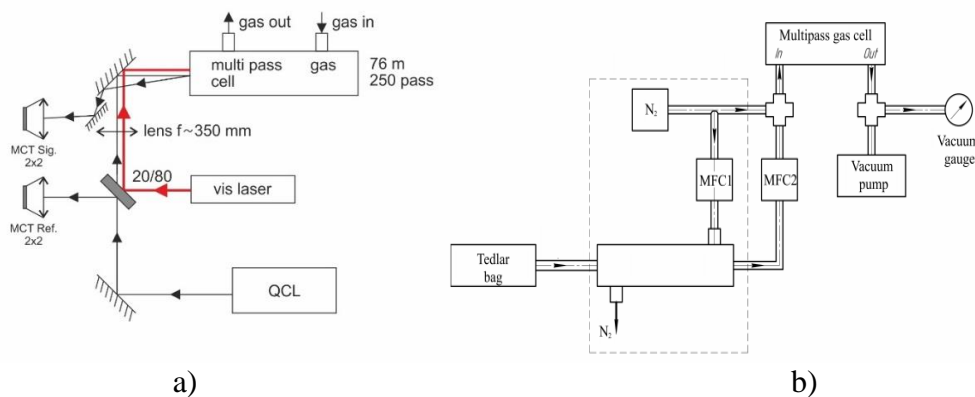 gas out
gas in
multi pass
cell
gas
76 m
250 pass
MCT Sig.
2x2
lens f~350 mm
20/80
vis laser
MCT Ref.
2x2
QCL
a)
Multipass gas cell
In
Out
N₂
MFC1
MFC2
Vacuum
pump
Vacuum
gauge
Tedlar
bag
N₂
b)